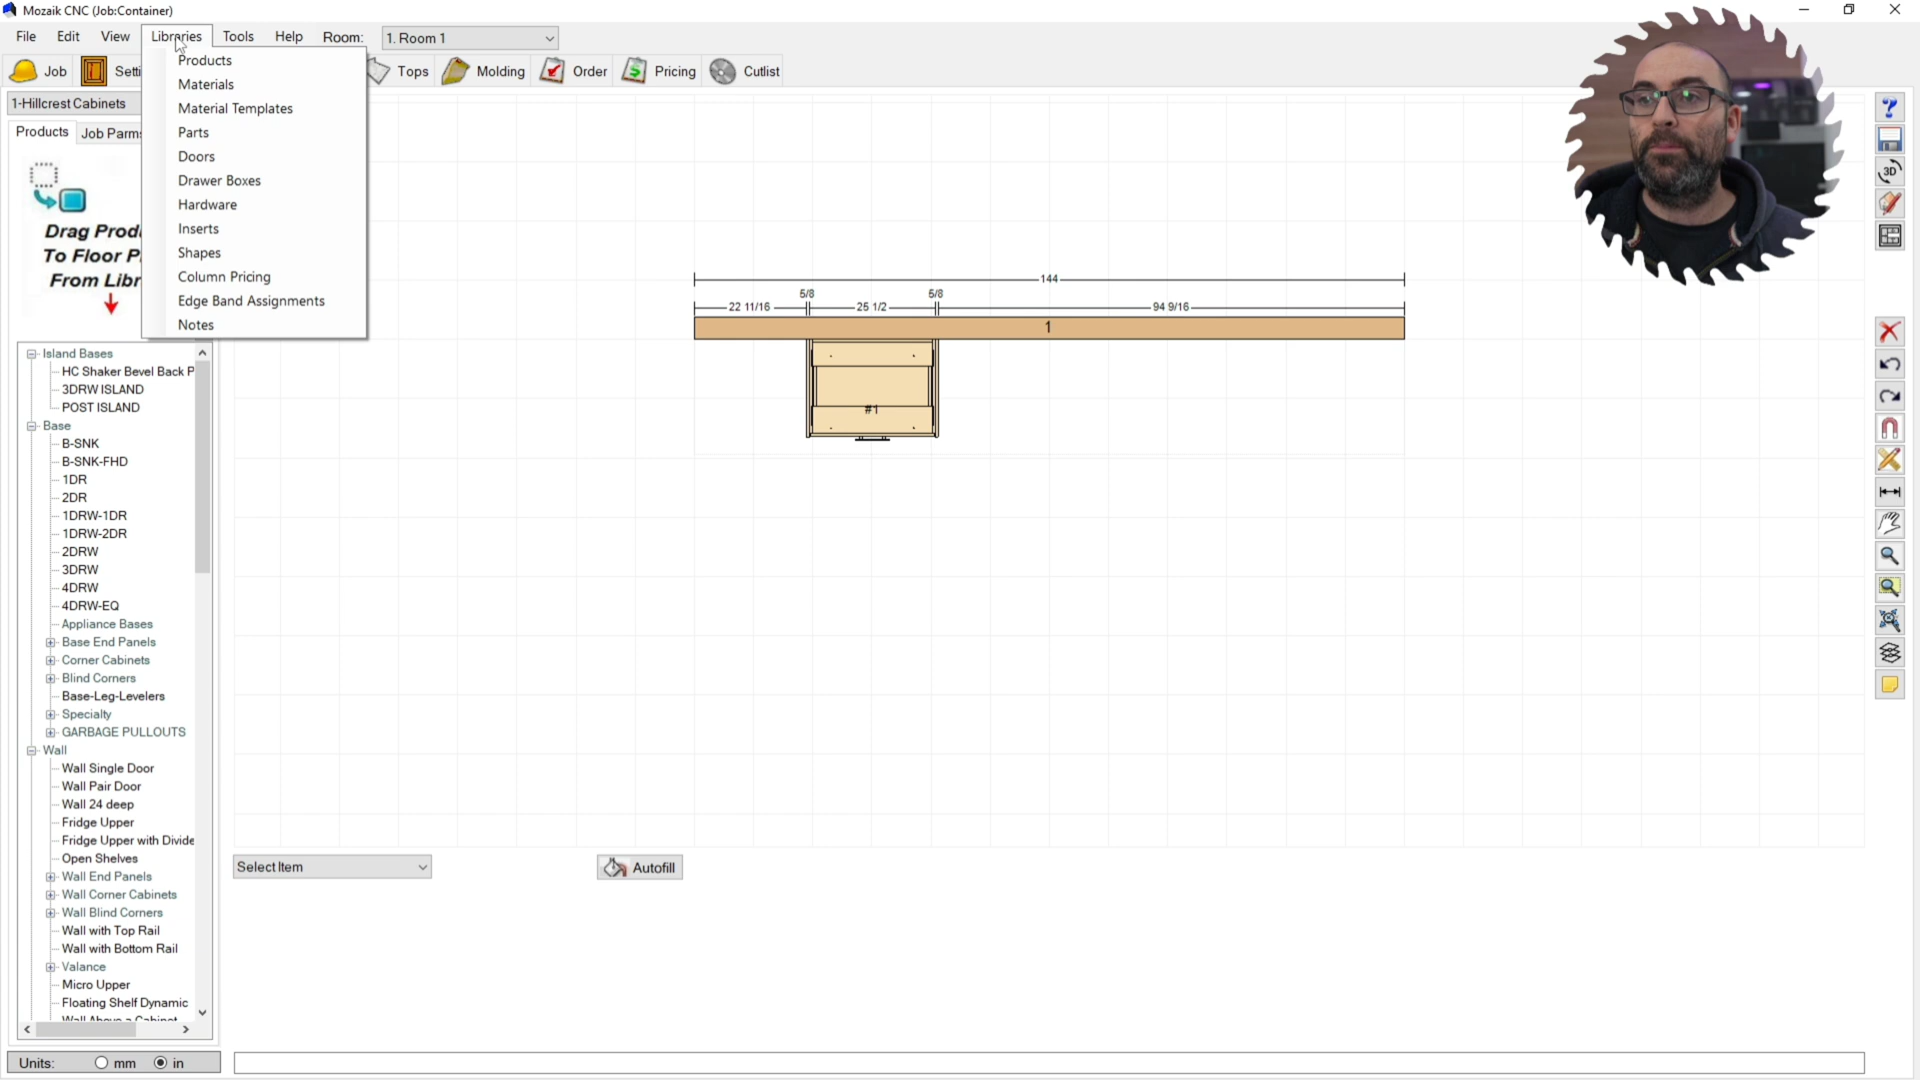 Mozaik CNC (Job:Container)
File Edit View Libraries Tools Help Room: 1. Room 1
Job Setti Tops Molding Order Pricing Cutlist
1-Hillcrest Cabinets
Products Job Parms
Products
Materials
Material Templates
Parts
Doors
Drawer Boxes
Hardware
Inserts
Shapes
Column Pricing
Edge Band Assignments
Notes
Drag Prod
To Floor P
From Libr
Island Bases
HC Shaker Bevel Back P
3DRW ISLAND
POST ISLAND
Base
B-SNK
B-SNK-FHD
1DR
2DR
1DRW-1DR
1DRW-2DR
2DRW
3DRW
4DRW
4DRW-EQ
Appliance Bases
Base End Panels
Corner Cabinets
Blind Corners
Base-Leg-Levelers
Specialty
GARBAGE PULLOUTS
Wall
Wall Single Door
Wall Pair Door
Wall 24 deep
Fridge Upper
Fridge Upper with Divide
Open Shelves
Wall End Panels
Wall Corner Cabinets
Wall Blind Corners
Wall with Top Rail
Wall with Bottom Rail
Valance
Micro Upper
Floating Shelf Dynamic
Wall Above a Cabinet
Units: mm in
144
5/8 5/8
22 11/16 25 1/2 94 9/16
1
#1
Select Item
Autofill
?
3D